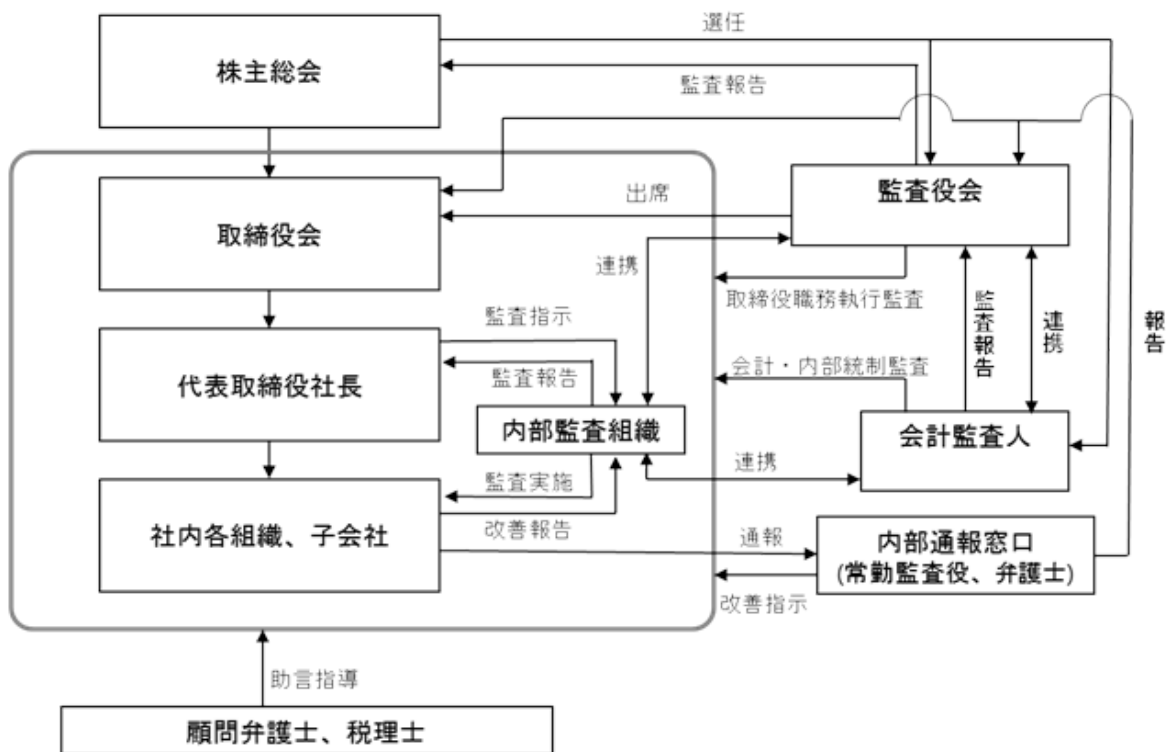 選任
株主総会
監査報告
監査役会
取締役会
出席
連携
取締役職務執行監査
監査報告
連携
報告
監査指示
代表取締役社長
監査報告
会計・内部統制監査
内部監査組織
会計監査人
連携
監査実施
社内各組織、子会社
改善報告
通報
内部通報窓口
(常勤監査役、弁護士)
改善指示
助言指導
顧問弁護士、税理士